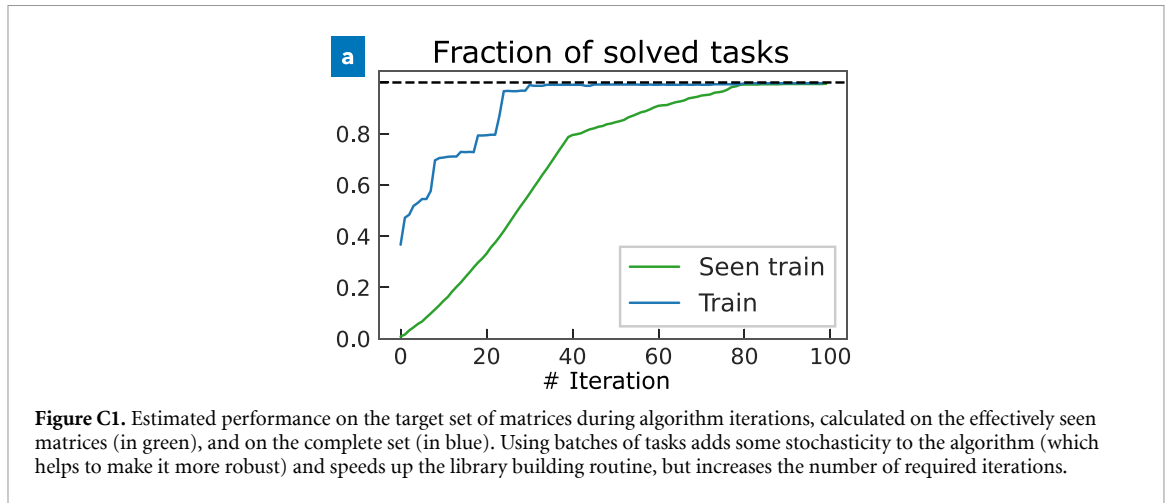 a
Fraction of solved tasks
0.8
0.6
0.4
0.2
0.0
Seen train
Train
0 20 40 60 80 100
# Iteration
Figure C1. Estimated performance on the target set of matrices during algorithm iterations, calculated on the effectively seen
matrices (in green), and on the complete set (in blue). Using batches of tasks adds some stochasticity to the algorithm (which
helps to make it more robust) and speeds up the library building routine, but increases the number of required iterations.